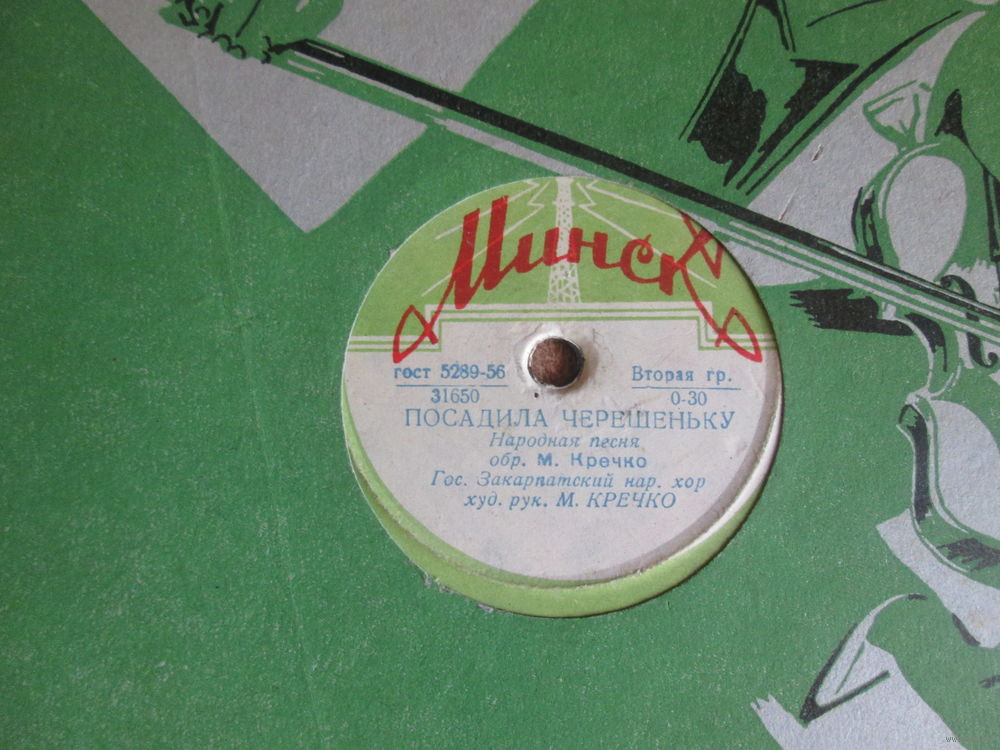 Минск
ГОСТ 5289-56 Вторая гр.
31650 0-30
ПОСАДИЛА ЧЕРЕШЕНЬКУ
Народная песня
обр. М. Кречко
Гос. Закарпатский нар. хор
худ. рук. М. КРЕЧКО